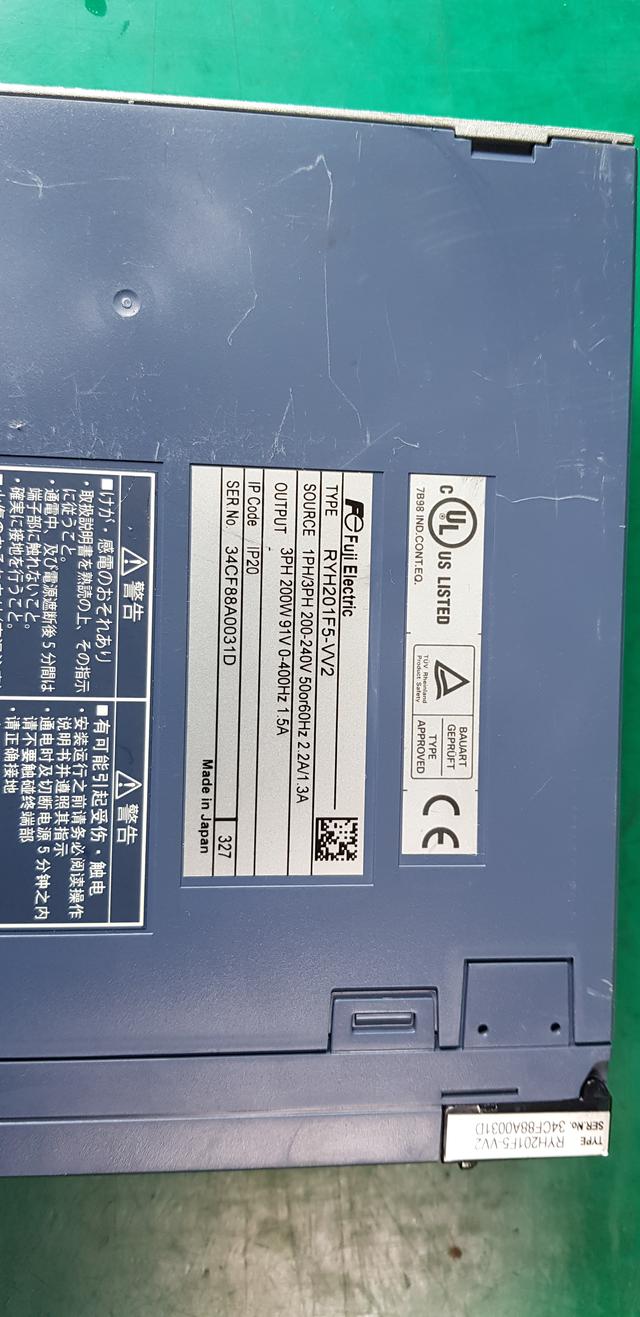 c UL US LISTED
®
7B98 IND.CONT.EQ.
TÜV Rheinland
Product Safety
BAUART
GEPRÜFT
TYPE
APPROVED
CE
Fe Fuji Electric
TYPE RYH201F5-VV2
SOURCE 1PH/3PH 200-240V 50or60Hz 2.2A/1.3A
OUTPUT 3PH 200W 91V 0-400Hz 1.5A
IP Code IP20
SER No 34CF88A0031D 327
Made in Japan
警告
■けが・感電のおそれあり
・取扱説明書を熟読の上、その指示
に従うこと。
・通電中、及び電源遮断後5分間は
端子部に触れないこと。
・確実に接地を行うこと。
警告
■有可能引起受伤・触电
・安装运行之前请务必阅读操作
说明书并遵照其指示
・通电时及切断电源5分钟之内
请不要触碰终端部
・请正确接地
TYPE RYH201F5-VV2
SER.No. 34CF88A0031D